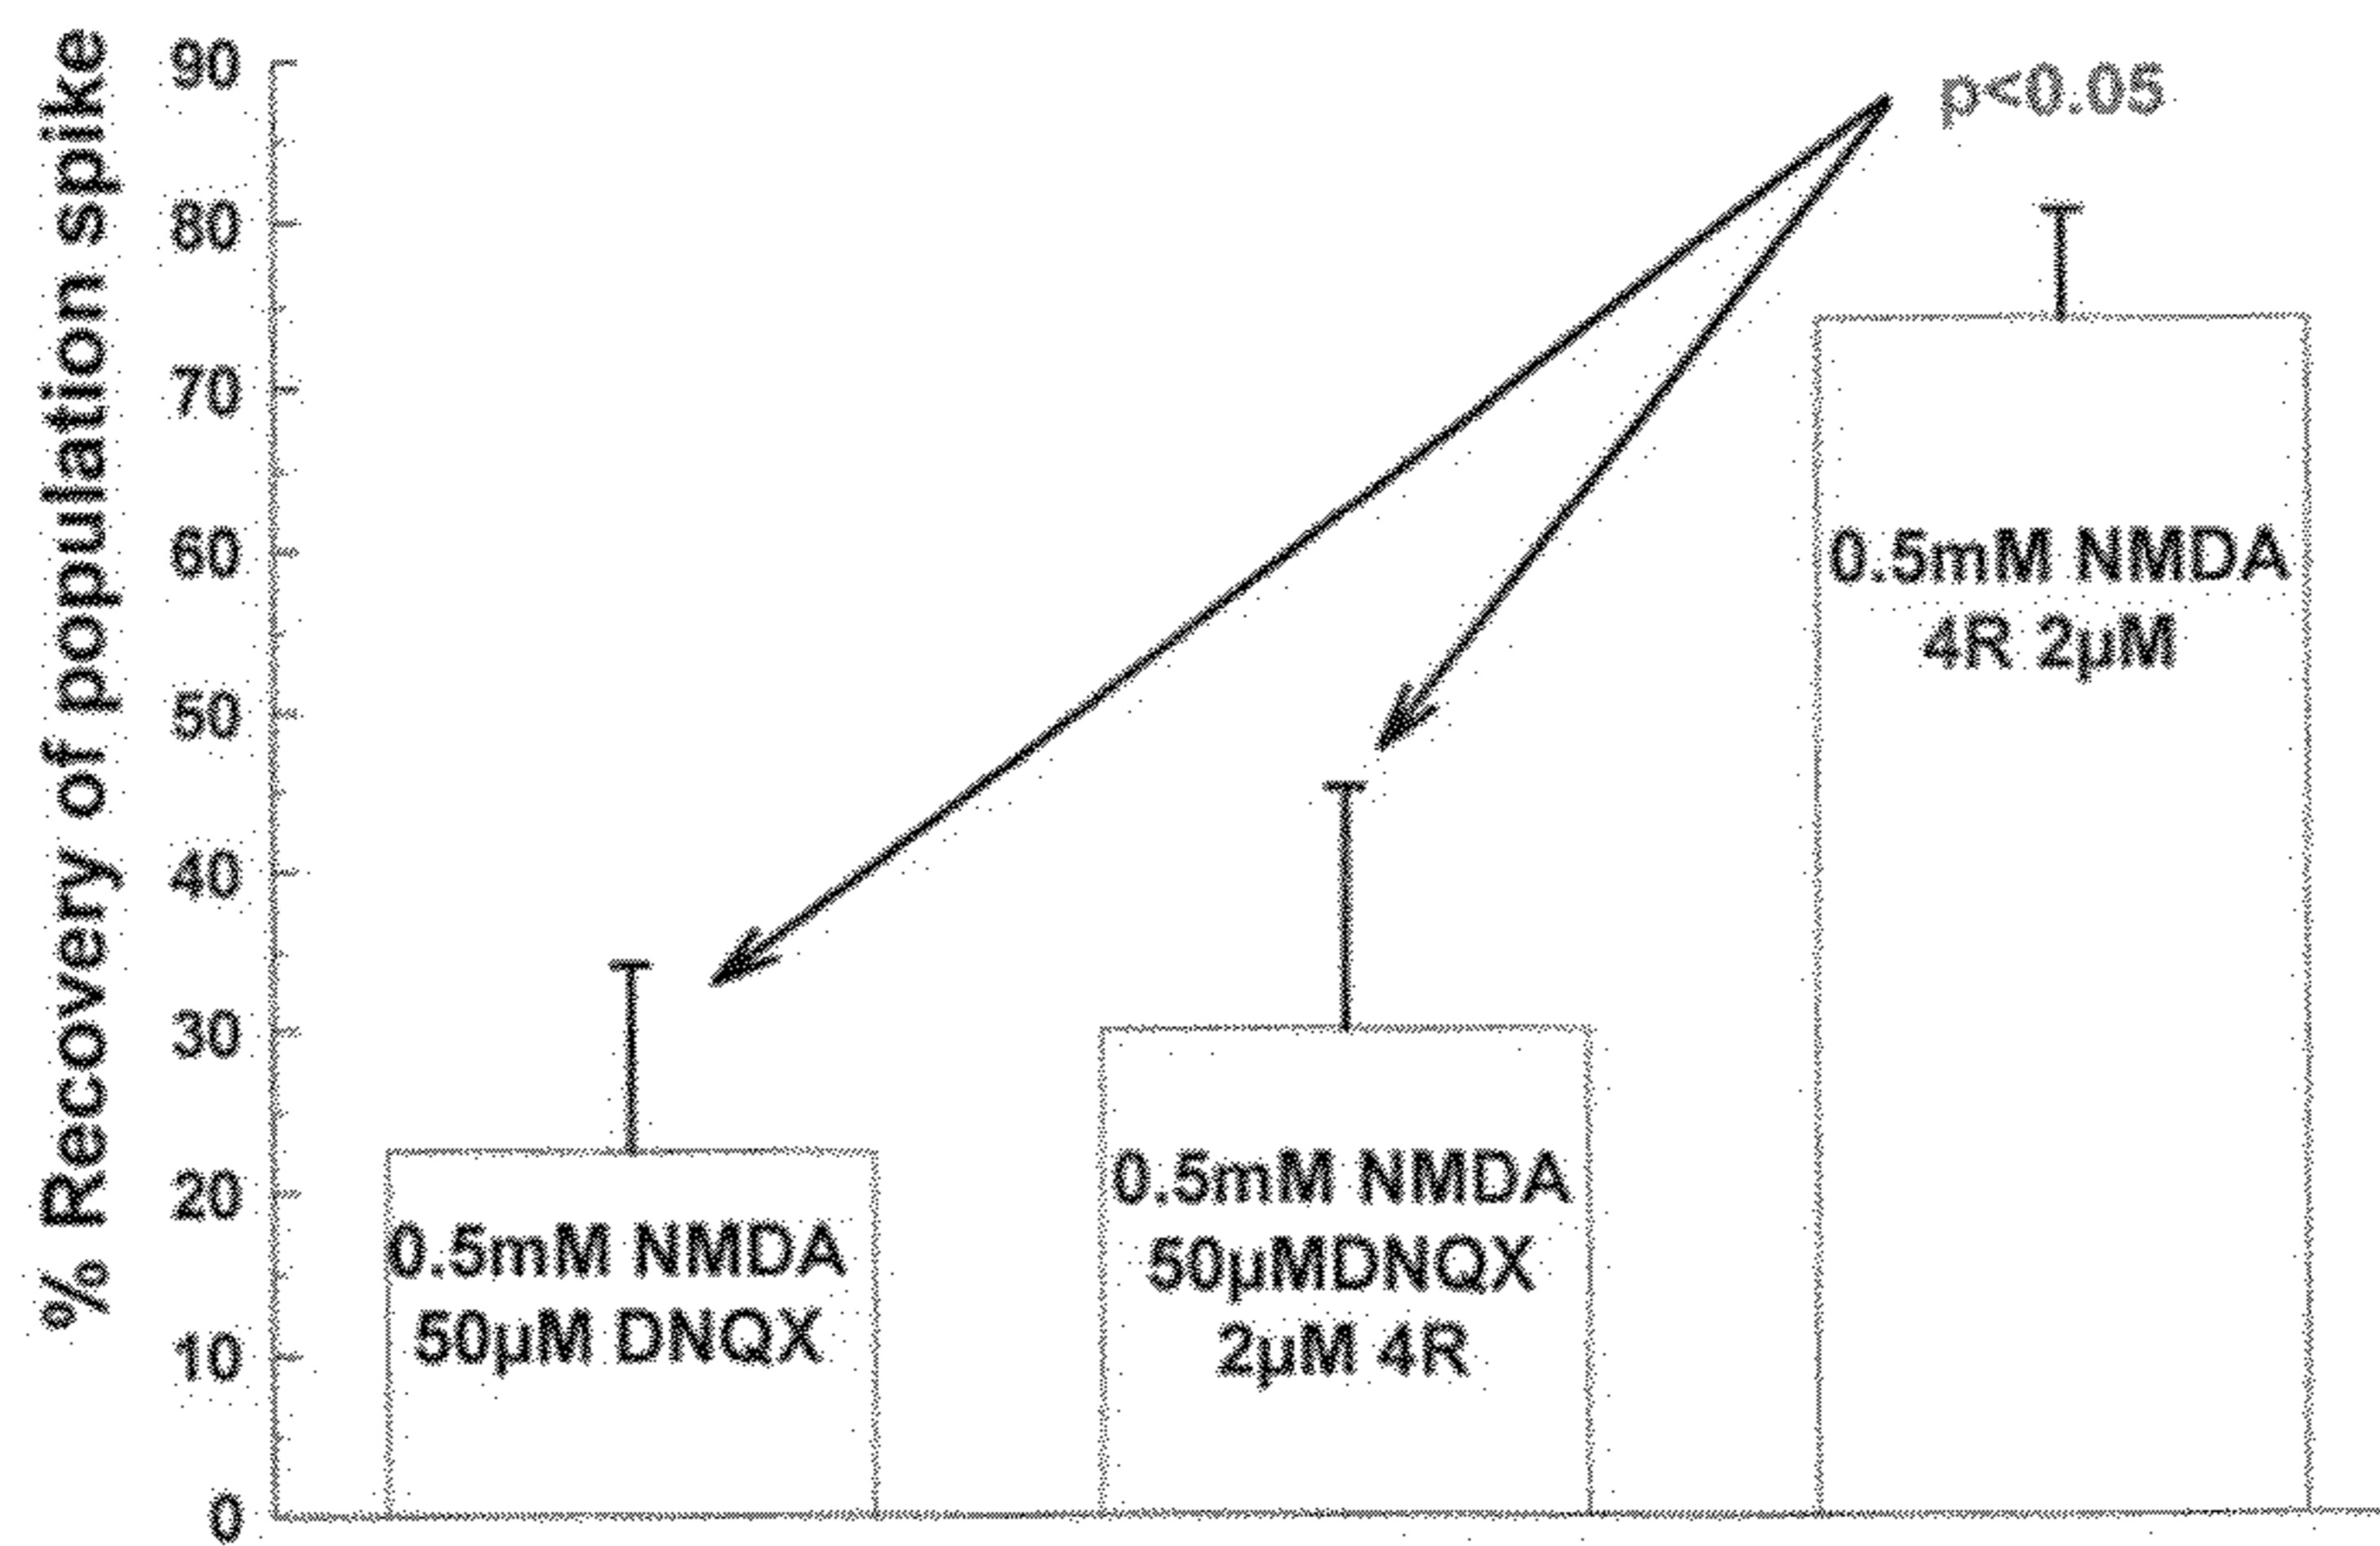 % Recovery of population spike
90
80
70
60
50
40
30
20
10
0
p<0.05
0.5mM NMDA
50µM DNQX
0.5mM NMDA
50µMDNQX
2µM 4R
0.5mM NMDA
4R 2µM